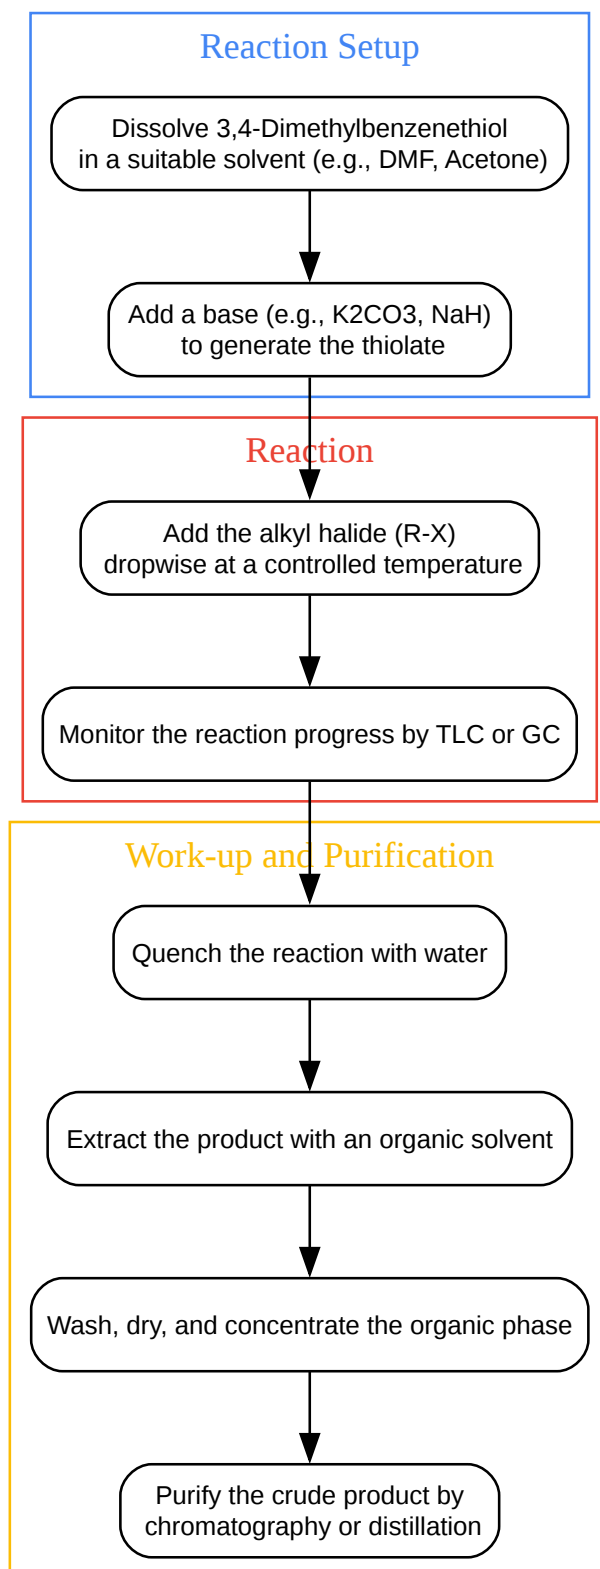 Reaction Setup
Dissolve 3,4-Dimethylbenzenethiol
in a suitable solvent (e.g., DMF, Acetone)
Add a base (e.g., K2CO3, NaH)
to generate the thiolate
Reaction
Add the alkyl halide (R-X)
dropwise at a controlled temperature
Monitor the reaction progress by TLC or GC
Work-up and Purification
Quench the reaction with water
Extract the product with an organic solvent
Wash, dry, and concentrate the organic phase
Purify the crude product by
chromatography or distillation